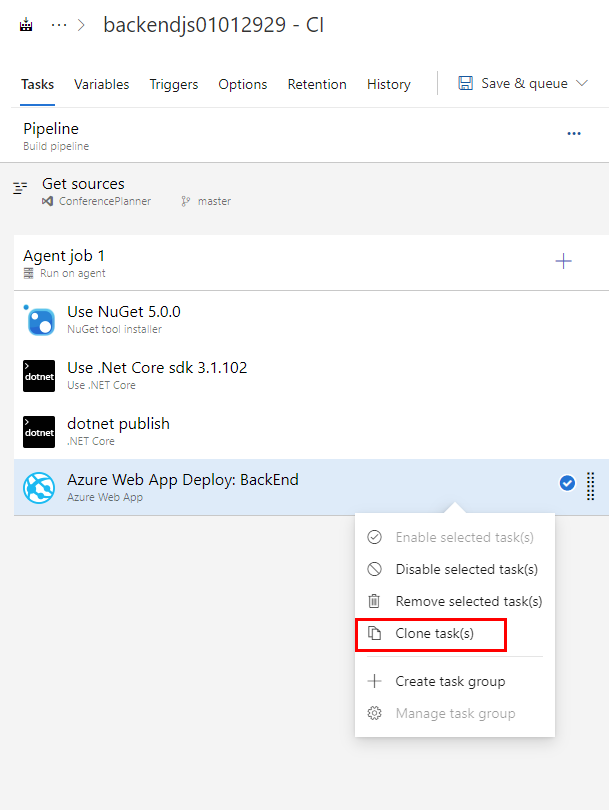 ··· > backendjs01012929 - CI
Tasks Variables Triggers Options Retention History Save & queue
Pipeline
Build pipeline
Get sources
ConferencePlanner master
Agent job 1
Run on agent
Use NuGet 5.0.0
NuGet tool installer
dotnet
Use .Net Core sdk 3.1.102
Use .NET Core
dotnet
dotnet publish
.NET Core
Azure Web App Deploy: BackEnd
Azure Web App
Enable selected task(s)
Disable selected task(s)
Remove selected task(s)
Clone task(s)
Create task group
Manage task group